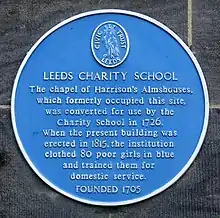 CIVIC TRUST
LEEDS
LEEDS CHARITY SCHOOL
The chapel of Harrison's Almshouses,
which formerly occupied this site,
was converted for use by the
Charity School in 1726.
When the present building was
erected in 1815, the institution
clothed 80 poor girls in blue
and trained them for
domestic service.
FOUNDED 1705